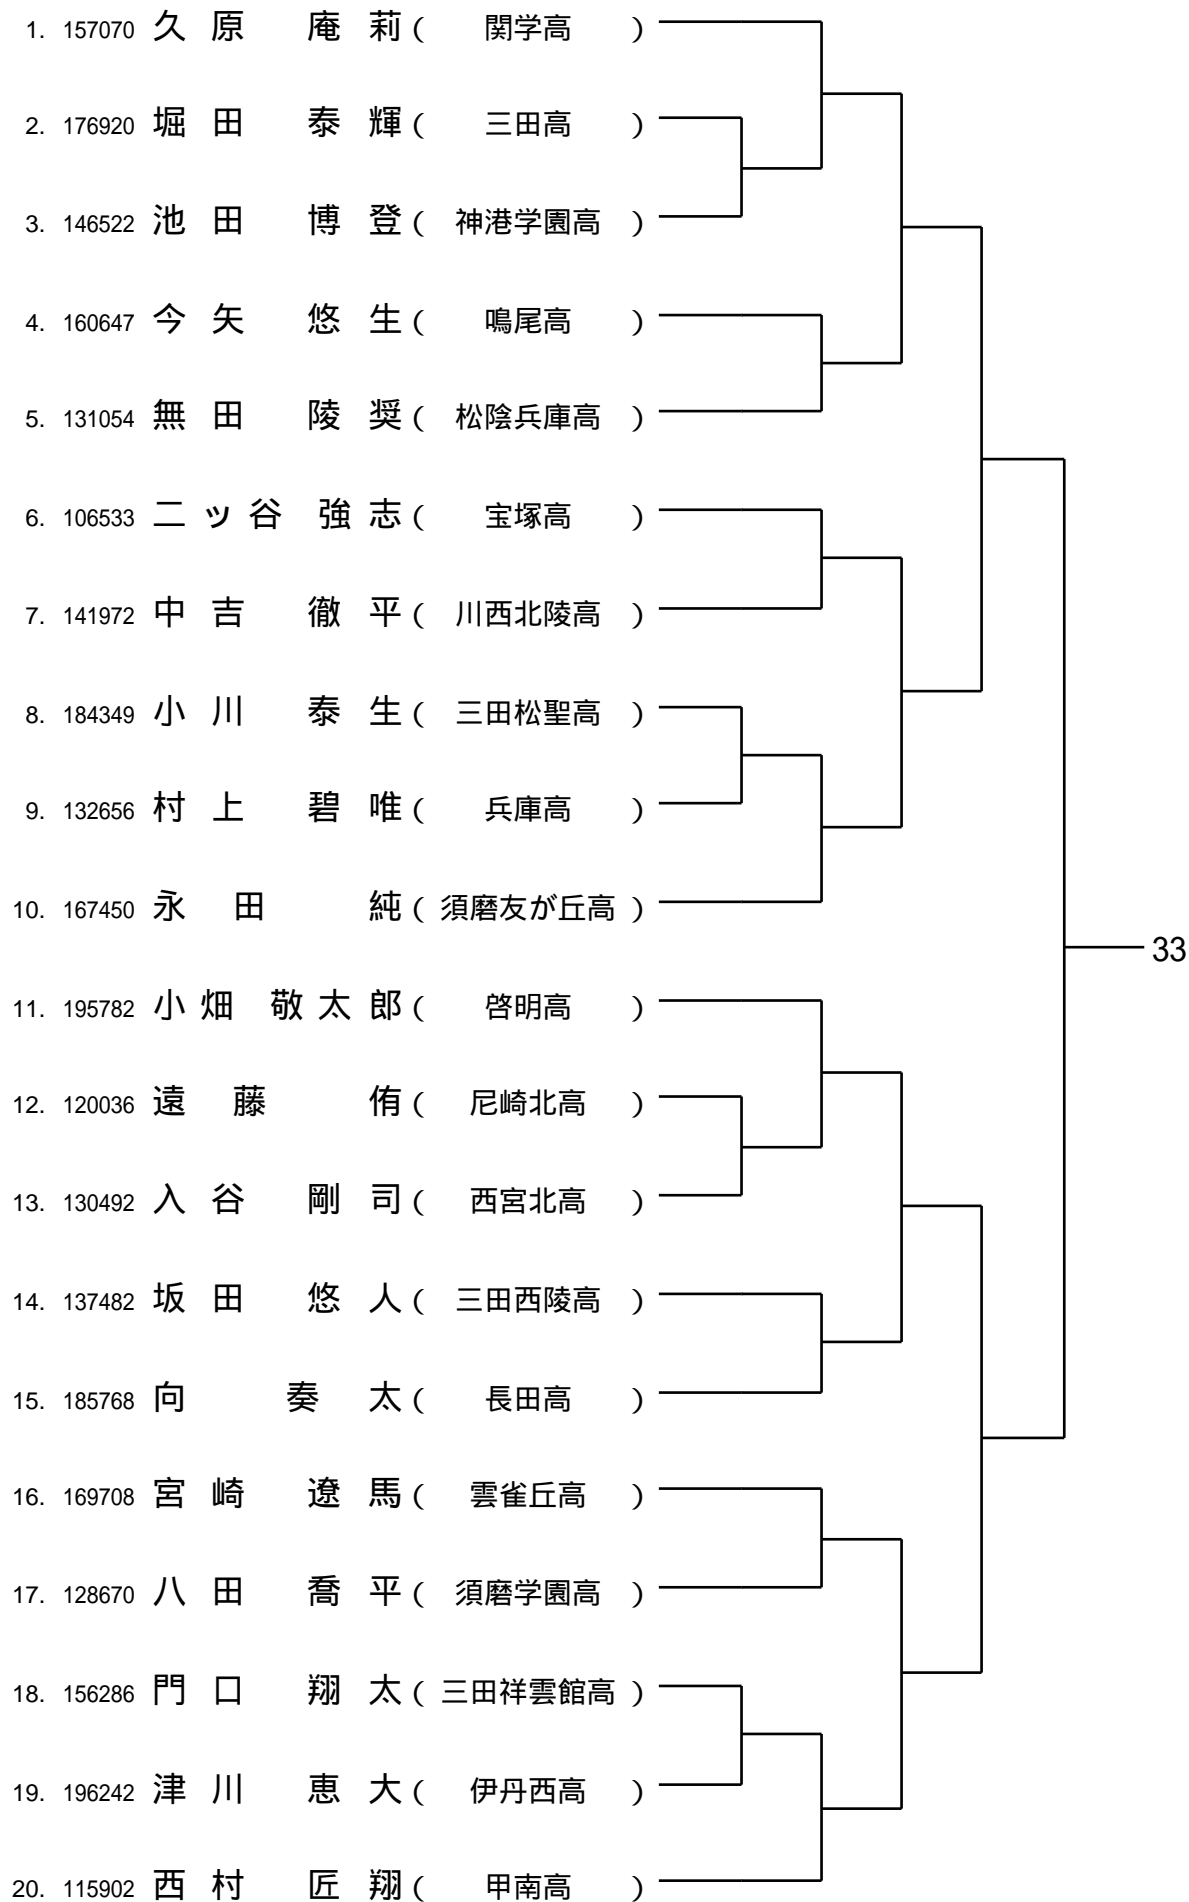 1. 157070 久原 庵莉 ( 関学高 )
2. 176920 堀田 泰輝 ( 三田高 )
3. 146522 池田 博登 ( 神港学園高 )
4. 160647 今矢 悠生 ( 鳴尾高 )
5. 131054 無田 陵奨 ( 松陰兵庫高 )
6. 106533 二ッ谷 強志 ( 宝塚高 )
7. 141972 中吉 徹平 ( 川西北陵高 )
8. 184349 小川 泰生 ( 三田松聖高 )
9. 132656 村上 碧唯 ( 兵庫高 )
10. 167450 永田 純 ( 須磨友が丘高 )
33
11. 195782 小畑 敬太郎 ( 啓明高 )
12. 120036 遠藤 侑 ( 尼崎北高 )
13. 130492 入谷 剛司 ( 西宮北高 )
14. 137482 坂田 悠人 ( 三田西陵高 )
15. 185768 向 奏太 ( 長田高 )
16. 169708 宮崎 遼馬 ( 雲雀丘高 )
17. 128670 八田 喬平 ( 須磨学園高 )
18. 156286 門口 翔太 ( 三田祥雲館高 )
19. 196242 津川 恵大 ( 伊丹西高 )
20. 115902 西村 匠翔 ( 甲南高 )